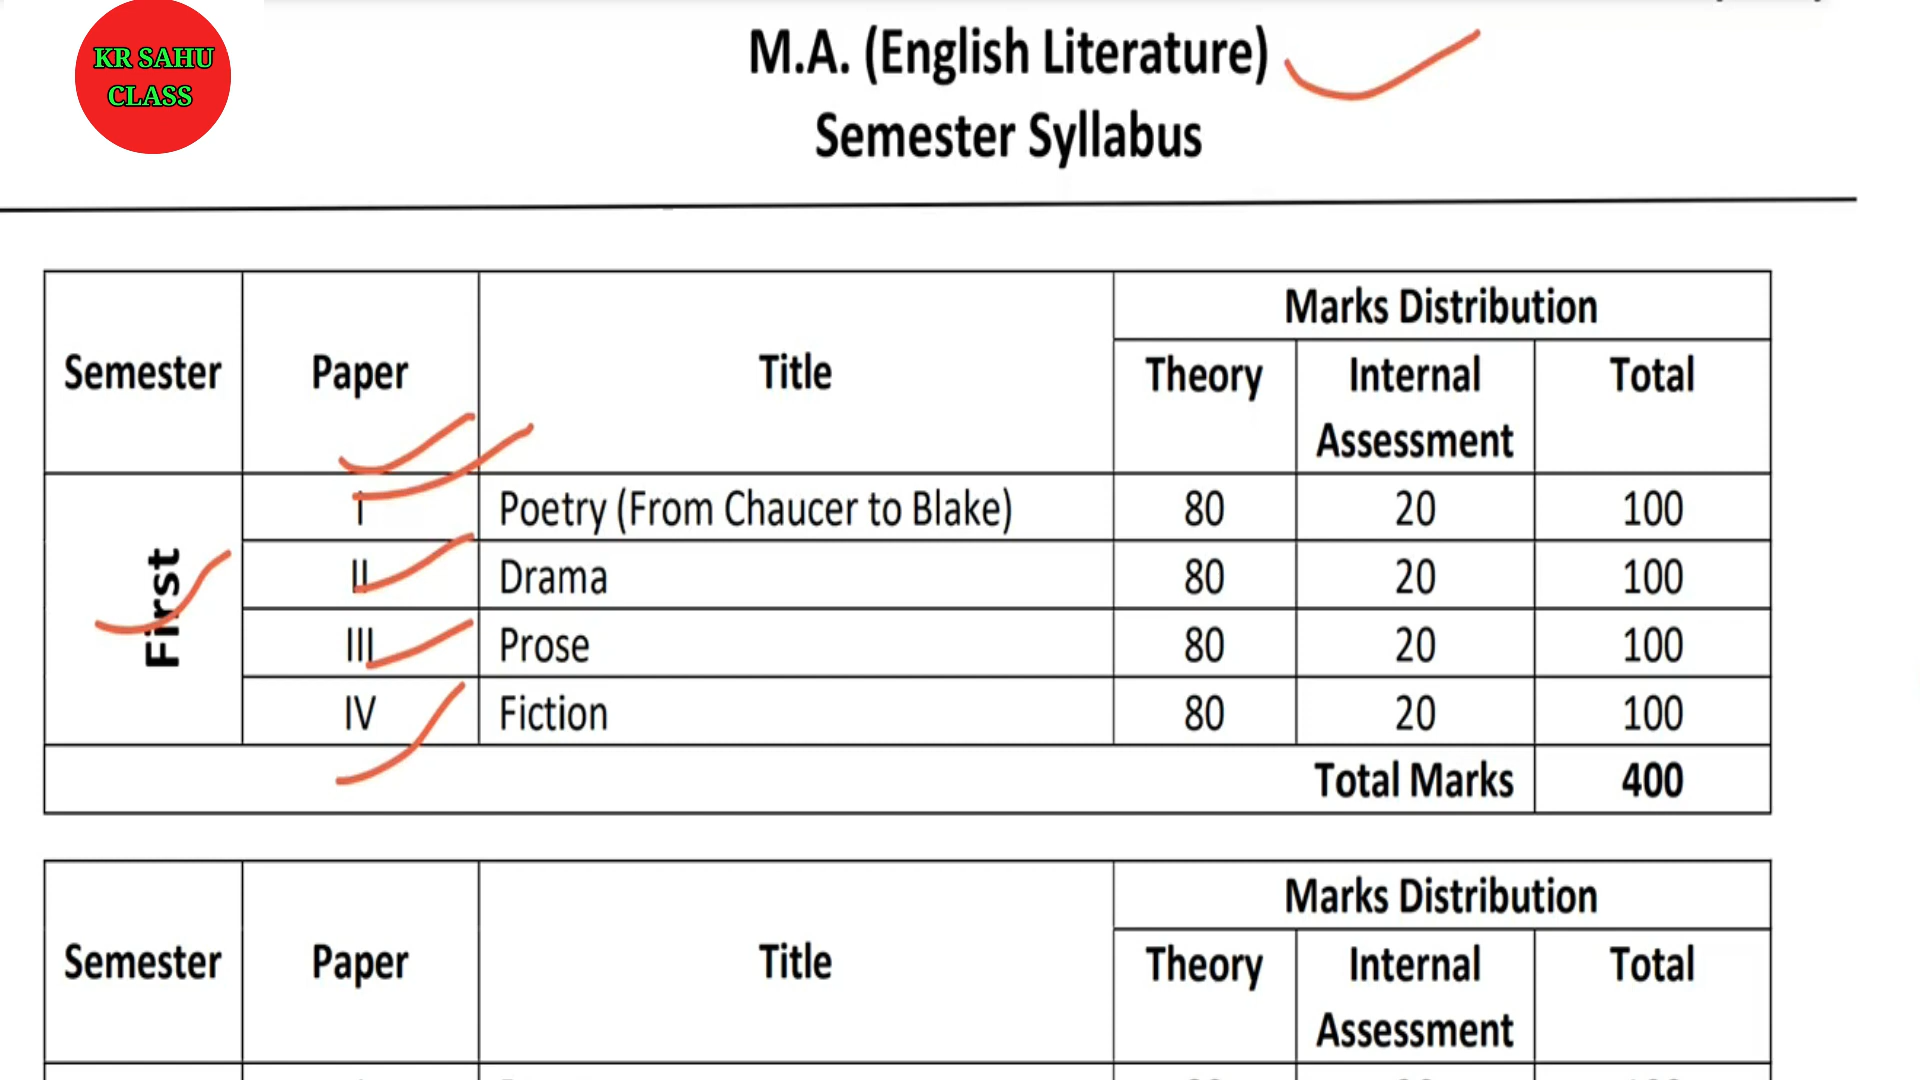 KR SAHU
CLASS
M.A. (English Literature)
Semester Syllabus
Semester Paper Title Marks Distribution
Theory Internal Assessment Total
First
I Poetry (From Chaucer to Blake) 80 20 100
II Drama 80 20 100
III Prose 80 20 100
IV Fiction 80 20 100
Total Marks 400
Semester Paper Title Marks Distribution
Theory Internal Assessment Total